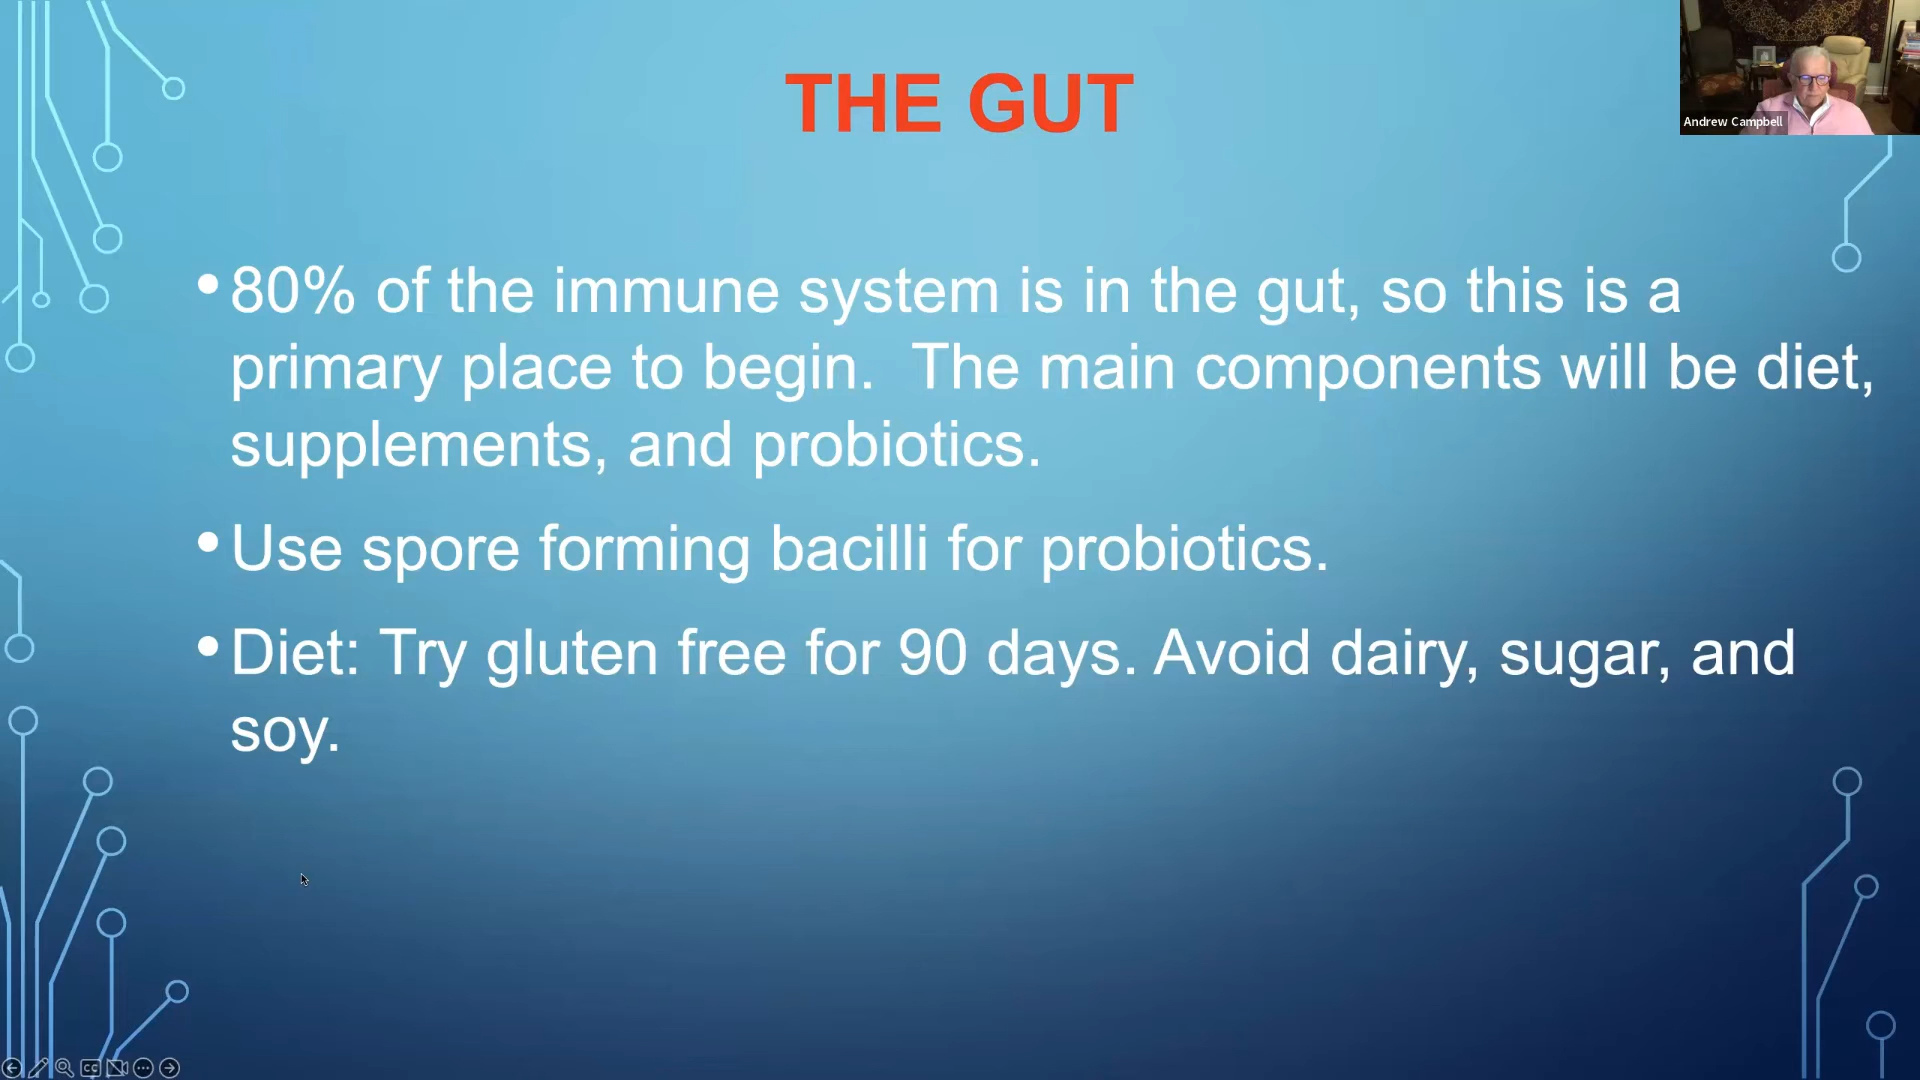 THE GUT
Andrew Campbell
• 80% of the immune system is in the gut, so this is a
primary place to begin.  The main components will be diet,
supplements, and probiotics.
• Use spore forming bacilli for probiotics.
• Diet: Try gluten free for 90 days. Avoid dairy, sugar, and
soy.
CC